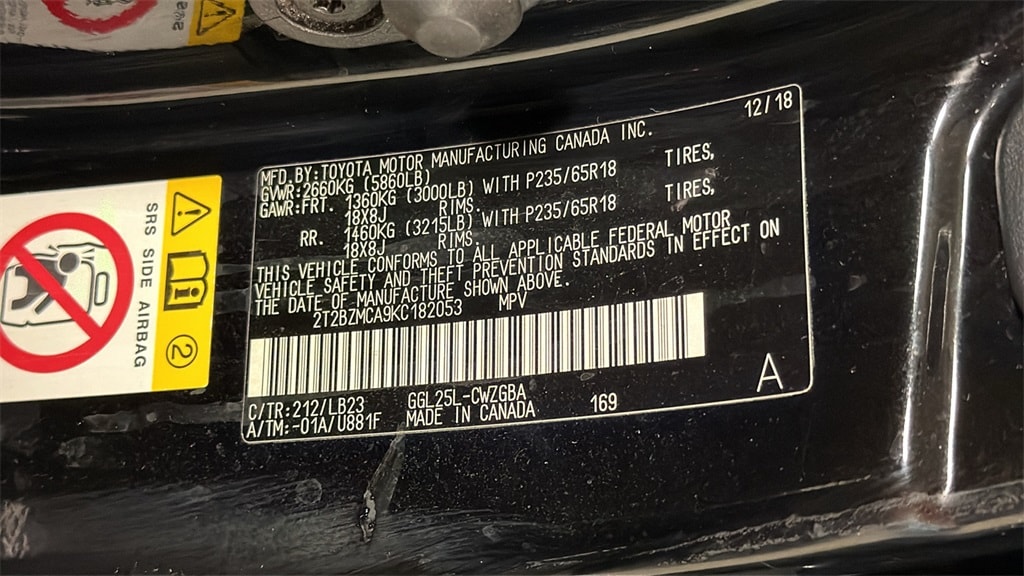 12/18
MFD.BY:TOYOTA MOTOR MANUFACTURING CANADA INC.
GVWR:2660KG (5860LB)
GAWR:FRT. 1360KG (3000LB) WITH P235/65R18 TIRES,
18X8J RIMS.
RR. 1460KG (3215LB) WITH P235/65R18 TIRES,
18X8J RIMS.
THIS VEHICLE CONFORMS TO ALL APPLICABLE FEDERAL MOTOR
VEHICLE SAFETY AND THEFT PREVENTION STANDARDS IN EFFECT ON
THE DATE OF MANUFACTURE SHOWN ABOVE.
2T2BZMCA9KC182053 MPV
C/TR:212/LB23 GGL25L-CWZGBA
A/TM:-01A/U881F MADE IN CANADA 169
A
SRS SIDE AIRBAG
2